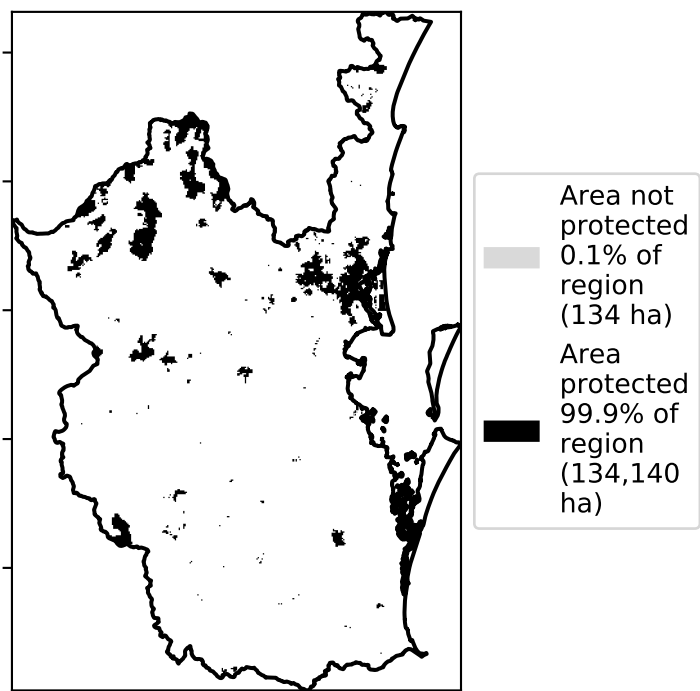 Area not
protected
0.1% of
region
(134 ha)
Area
protected
99.9% of
region
(134,140
ha)